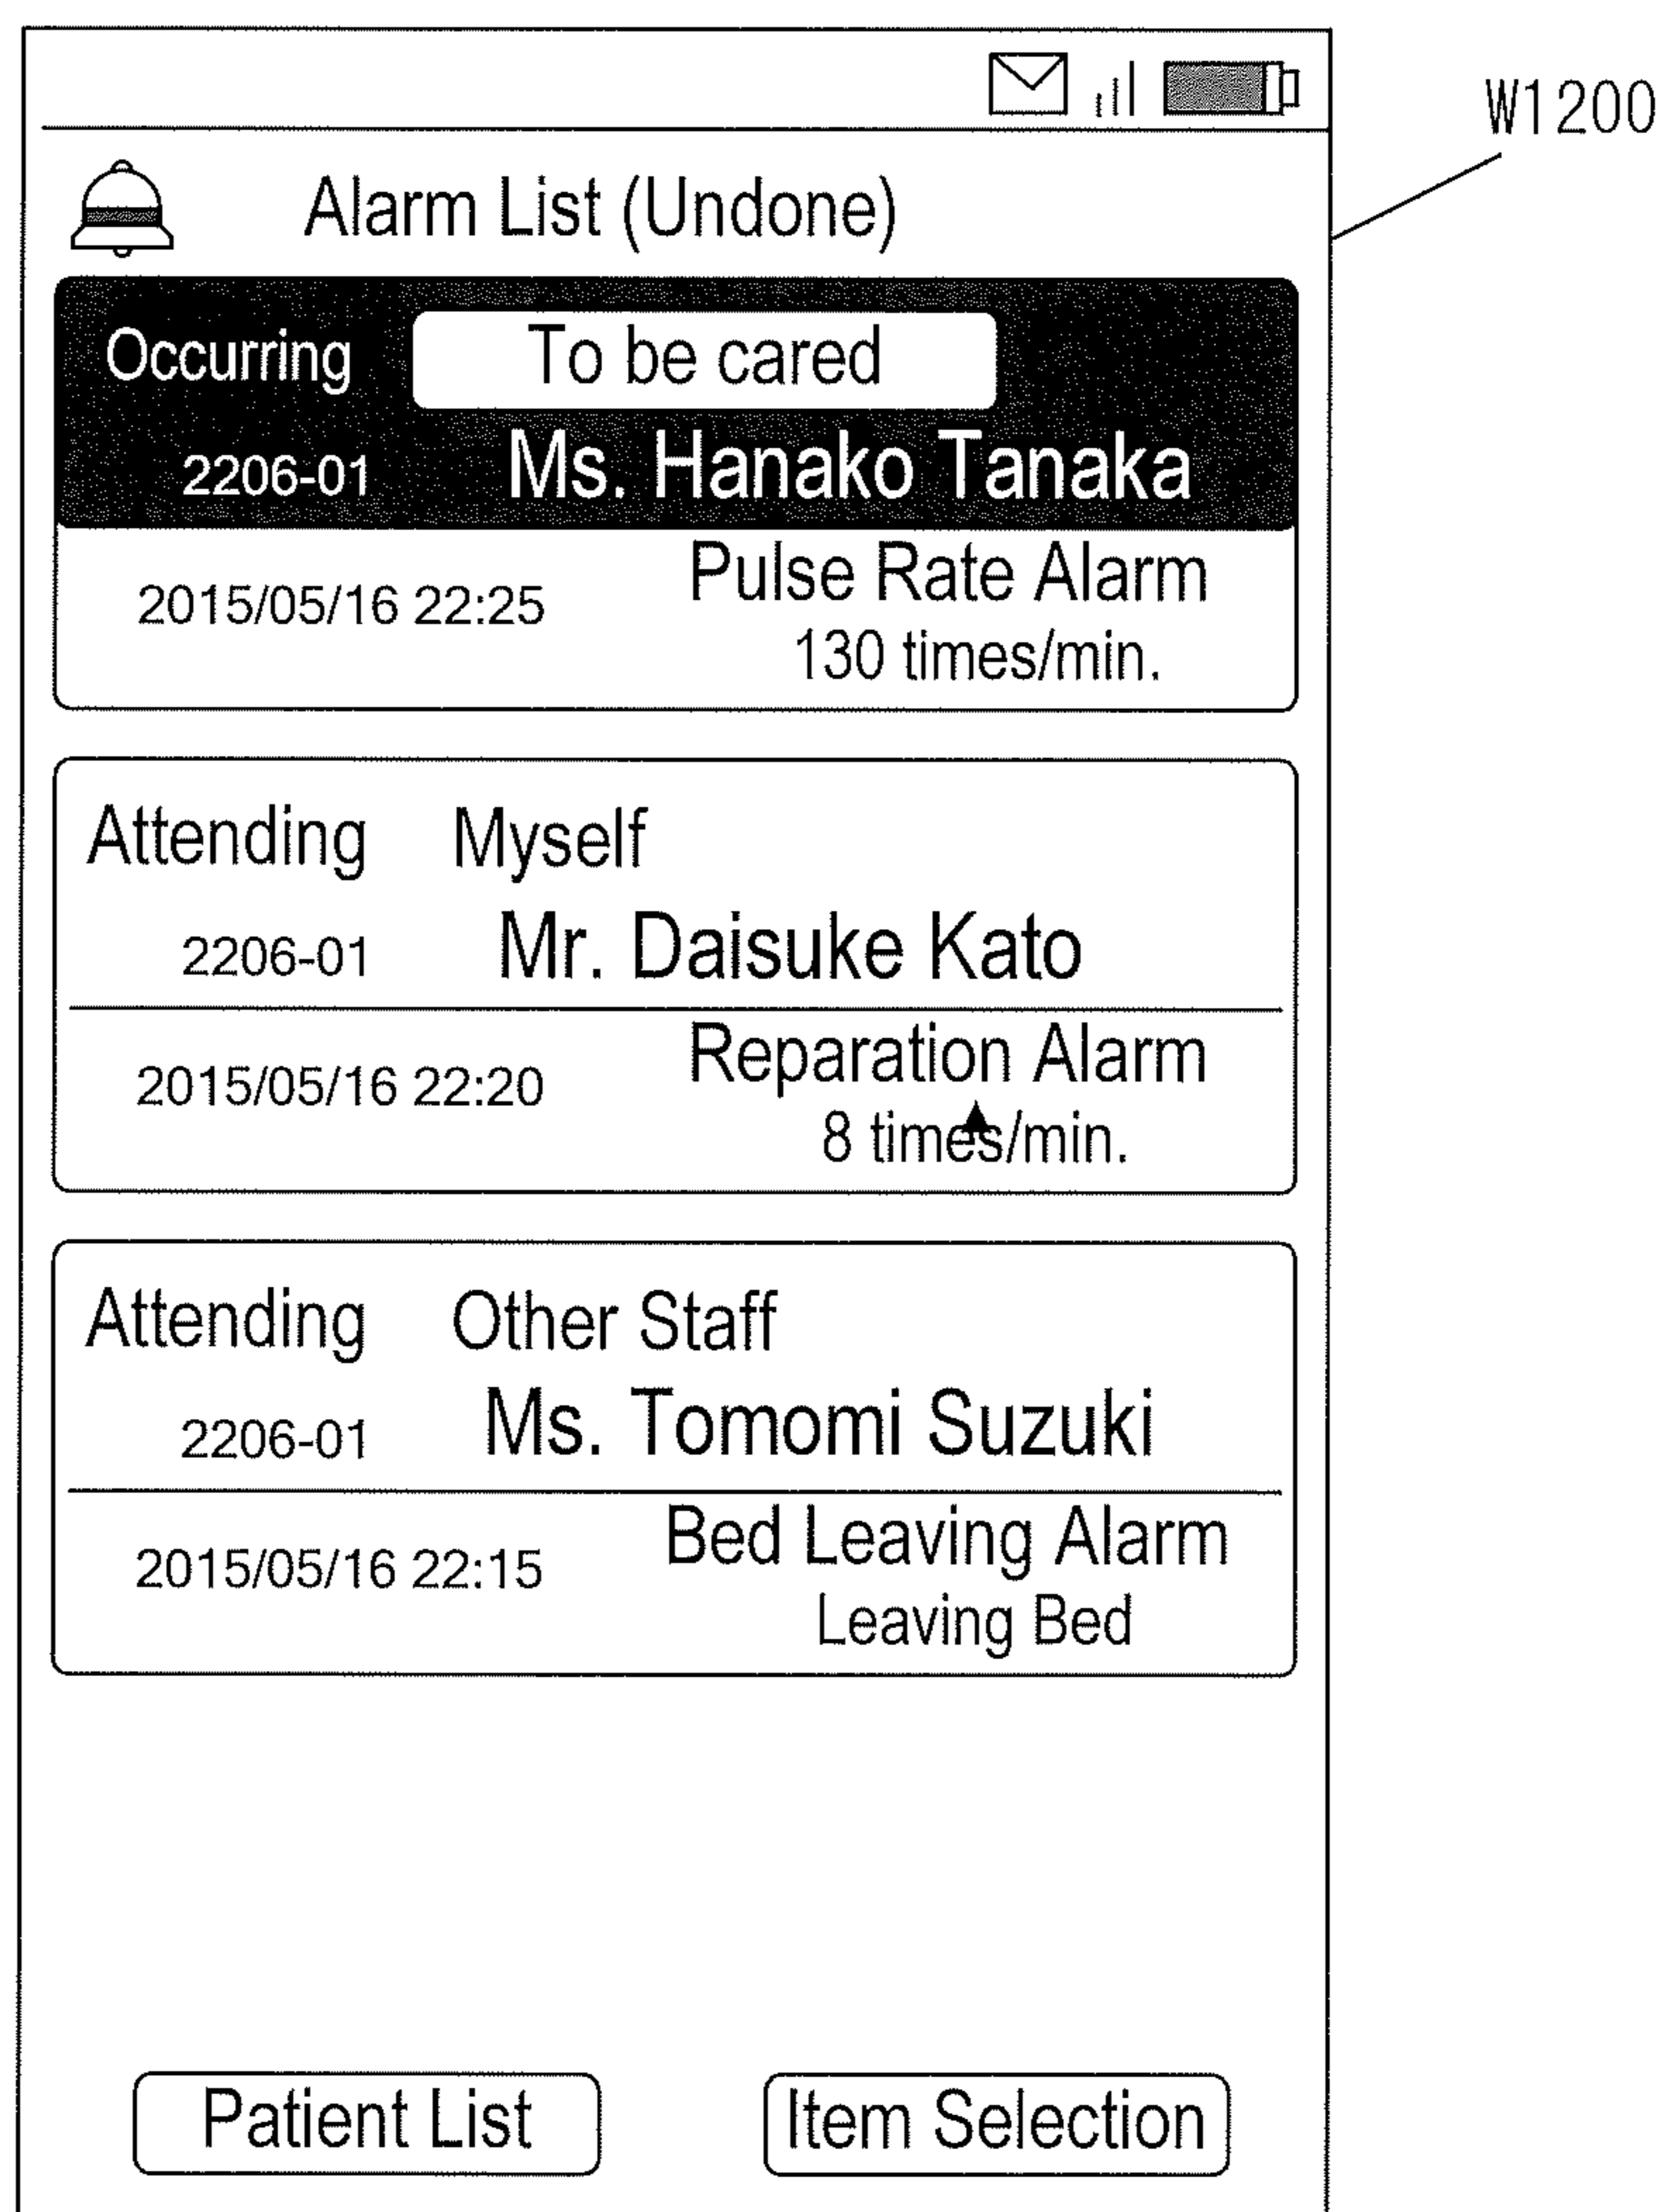 W1200
Alarm List (Undone)
Occurring To be cared
2206-01 Ms. Hanako Tanaka
2015/05/16 22:25 Pulse Rate Alarm
130 times/min.
Attending Myself
2206-01 Mr. Daisuke Kato
2015/05/16 22:20 Reparation Alarm
8 times/min.
Attending Other Staff
2206-01 Ms. Tomomi Suzuki
2015/05/16 22:15 Bed Leaving Alarm
Leaving Bed
Patient List Item Selection